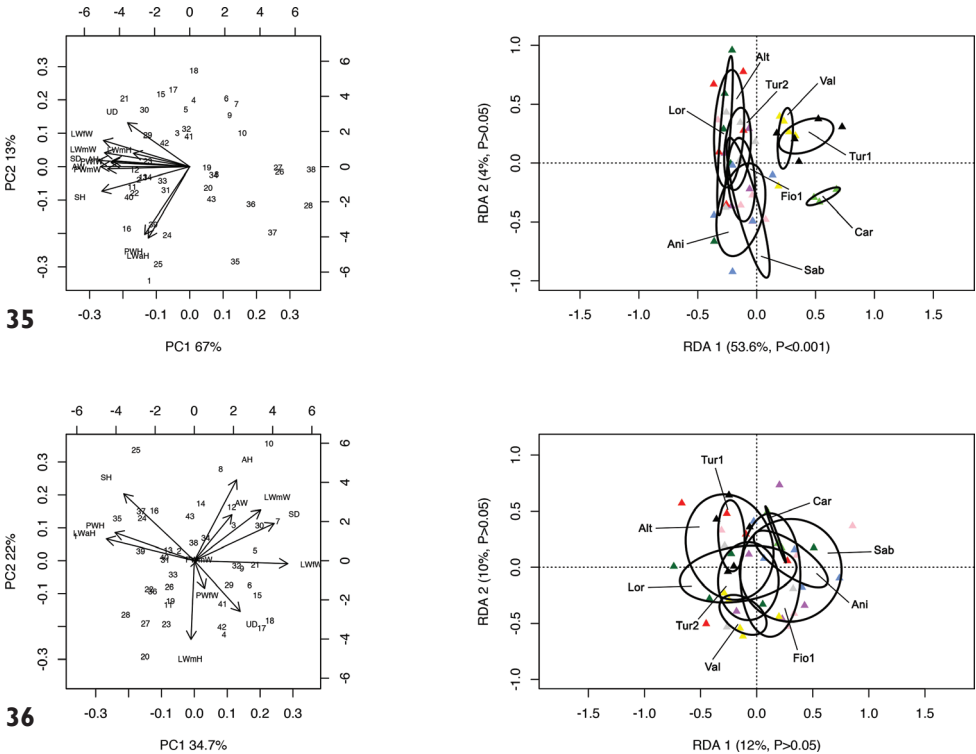 -6 -4 -2 0 2 4 6
PC2 13%
0.3
0.2
0.1
0.0
-0.1
-0.3
6
4
2
0
-2
-4
-6
18
21 15 17 4 6 7
UD 30 5 9
LWfW 29 3 32 41 10
LWmW LWmH 42
19 27 26 38
12 34
33
11 22 31 20
SH 40 43 36 28
16 24 37
PWH
LWaH 25 35
1
-0.3 -0.2 -0.1 0.0 0.1 0.2 0.3
PC1 67%
35
RDA 2 (4%, P>0.05)
1.0
0.5
0.0
-0.5
-1.0
Alt
Tur2
Val
Lor
Tur1
Fio1
Car
Ani
Sab
-1.5 -1.0 -0.5 0.0 0.5 1.0 1.5
RDA 1 (53.6%, P<0.001)
-6 -4 -2 0 2 4 6
PC2 22%
0.3
0.2
0.1
0.0
-0.1
-0.3
6
4
2
0
-2
-4
-6
25 10
8 AH
SH
14 12 AW LWmW
37 16 43 SD
35 24 3 30 7
PWH
LWaH 38 34
39 13 2 5
31 32 9 21 LWfW
33
26 29 6
36 PWfW 15
19 11 41
28
27 23 42 UD 17 18
4
20 LWmH
-0.3 -0.2 -0.1 0.0 0.1 0.2 0.3
PC1 34.7%
36
RDA 2 (10%, P>0.05)
1.0
0.5
0.0
-0.5
-1.0
Tur1
Car
Alt
Sab
Lor
Ani
Tur2
Val
Fio1
-1.5 -1.0 -0.5 0.0 0.5 1.0 1.5
RDA 1 (12%, P>0.05)